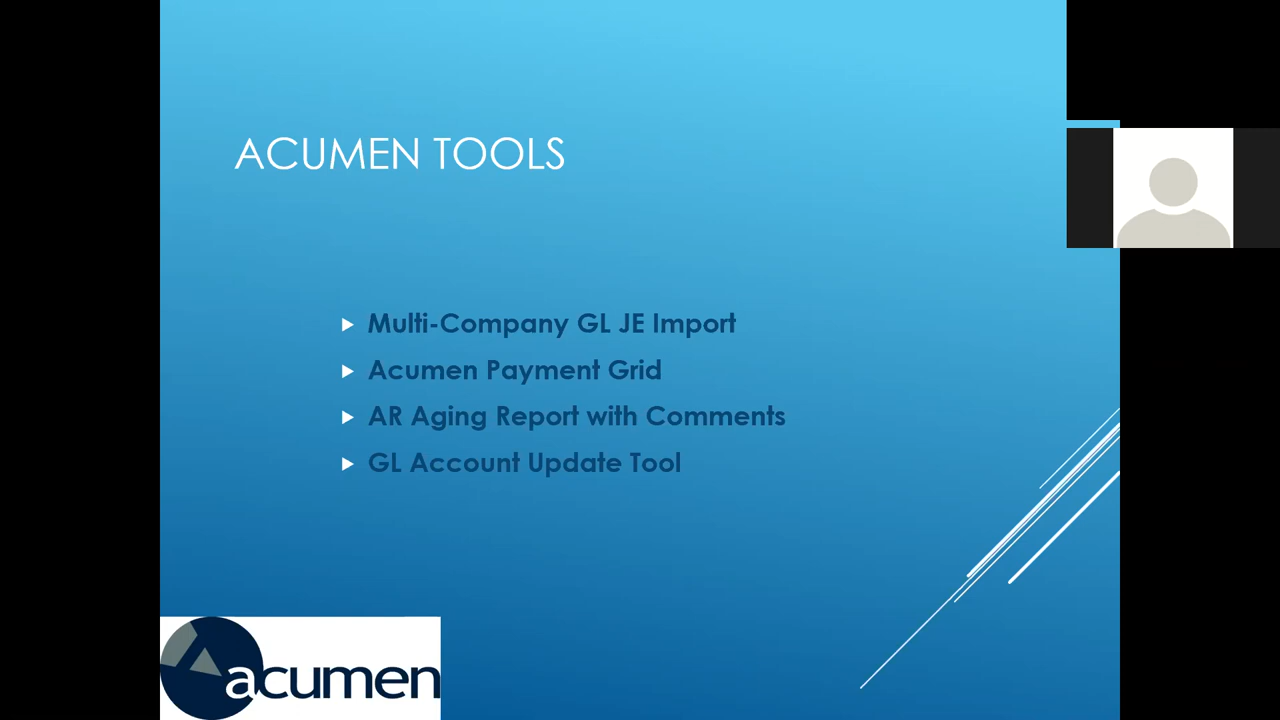 ACUMEN TOOLS
Multi-Company GL JE Import
Acumen Payment Grid
AR Aging Report with Comments
GL Account Update Tool
acumen